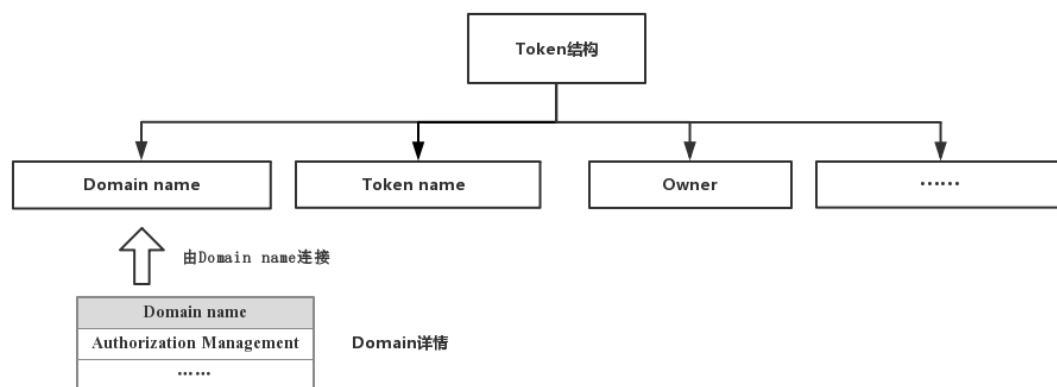 Token结构
Domain name
Token name
Owner
……
由Domain name连接
Domain name
Authorization Management
Domain详情
……